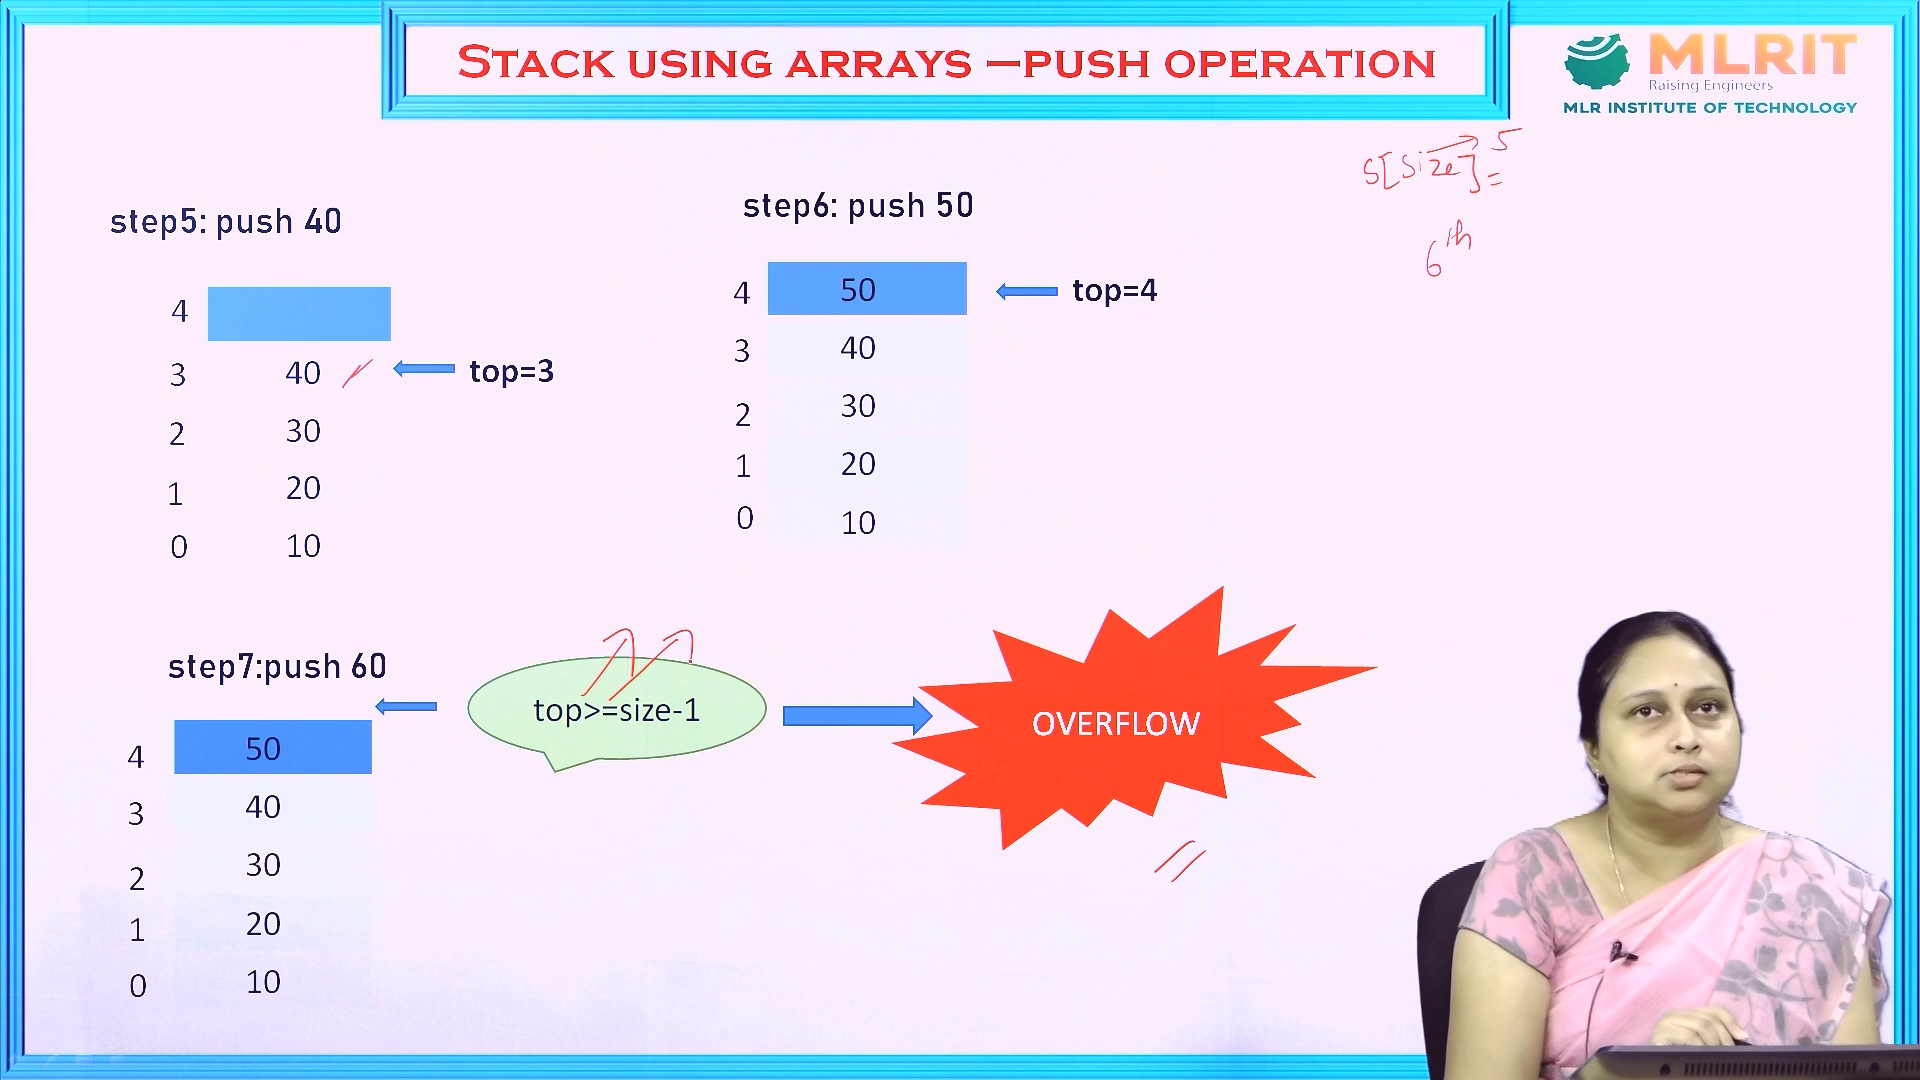 STACK USING ARRAYS —PUSH OPERATION
MLRIT
Raising Engineers
MLR INSTITUTE OF TECHNOLOGY
S[Size] = 5
6th
step5: push 40
4
3 40 top=3
2 30
1 20
0 10
step6: push 50
4 50 top=4
3 40
2 30
1 20
0 10
step7:push 60
top>=size-1
OVERFLOW
4 50
3 40
2 30
1 20
0 10